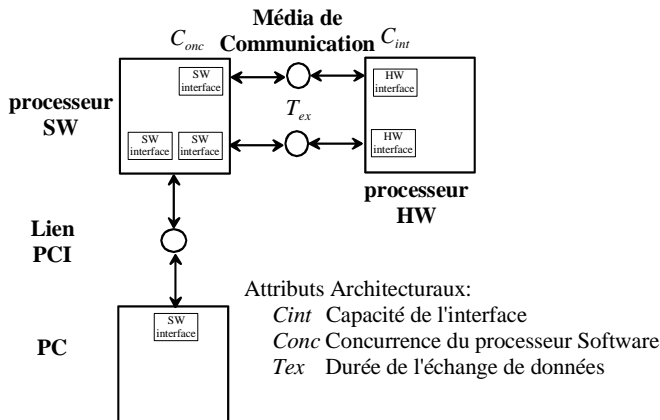 Média de
Communication
C_onc
C_int
SW
interface
HW
interface
processeur
SW
T_ex
SW
interface
SW
interface
HW
interface
processeur
HW
Lien
PCI
Attributs Architecturaux:
Cint Capacité de l'interface
Conc Concurrence du processeur Software
Tex Durée de l'échange de données
SW
interface
PC